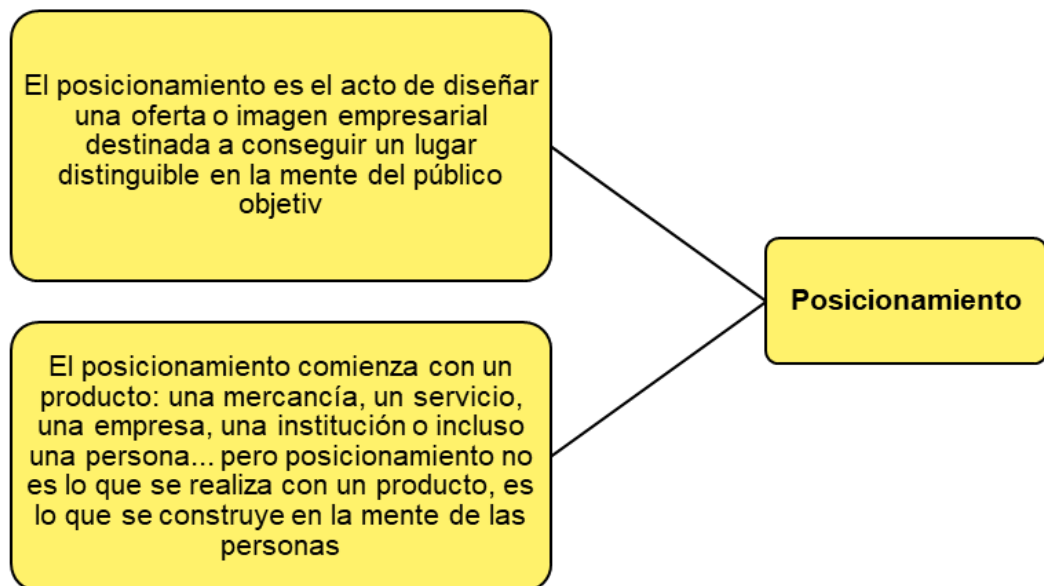 El posicionamiento es el acto de diseñar
una oferta o imagen empresarial
destinada a conseguir un lugar
distinguible en la mente del público
objetiv
Posicionamiento
El posicionamiento comienza con un
producto: una mercancía, un servicio,
una empresa, una institución o incluso
una persona... pero posicionamiento no
es lo que se realiza con un producto, es
lo que se construye en la mente de las
personas